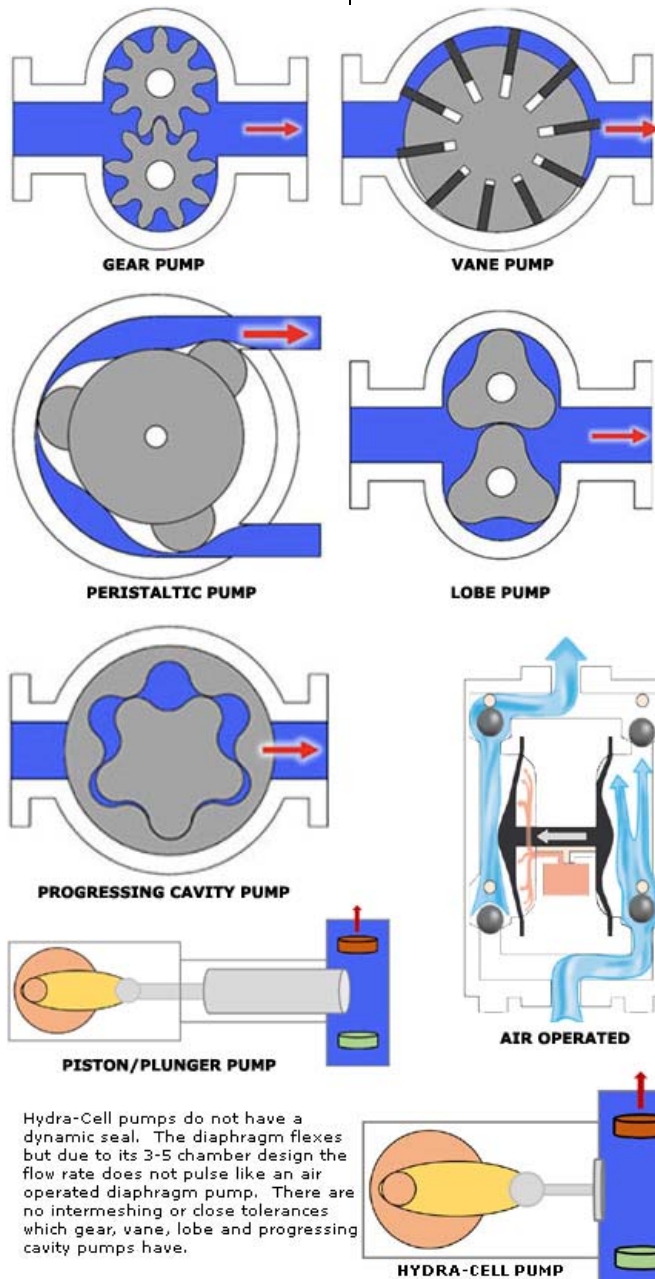 GEAR PUMP
VANE PUMP
PERISTALTIC PUMP
LOBE PUMP
PROGRESSING CAVITY PUMP
AIR OPERATED
PISTON/PLUNGER PUMP
Hydra-Cell pumps do not have a
dynamic seal. The diaphragm flexes
but due to its 3-5 chamber design the
flow rate does not pulse like an air
operated diaphragm pump. There are
no intermeshing or close tolerances
which gear, vane, lobe and progressing
cavity pumps have.
HYDRA-CELL PUMP